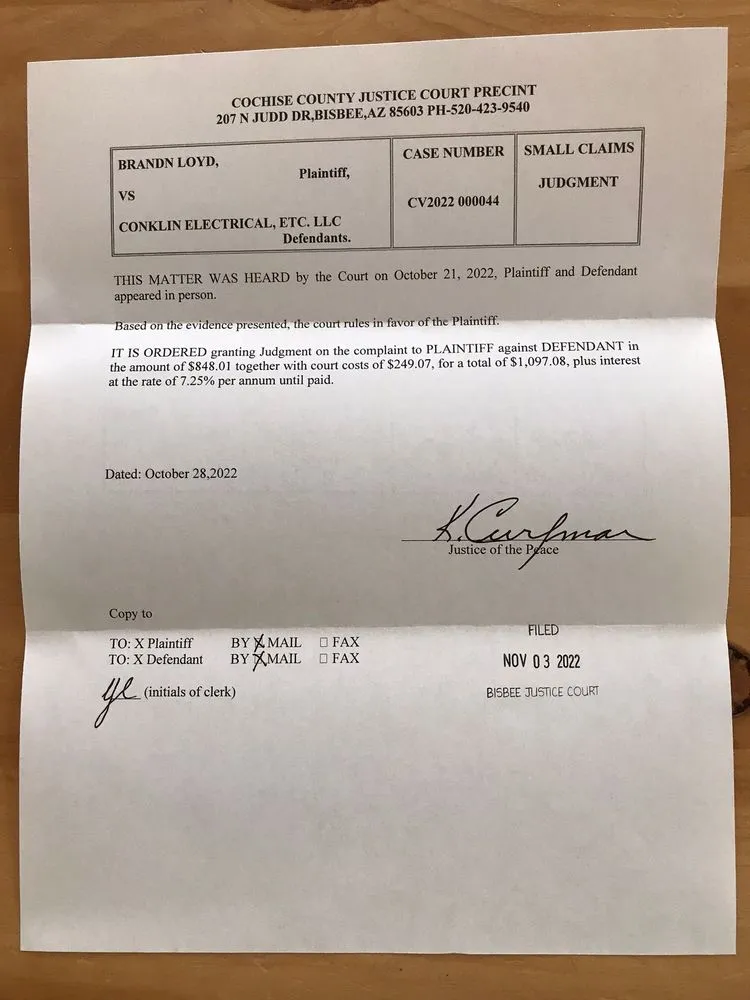 COCHISE COUNTY JUSTICE COURT PRECINT
207 N JUDD DR,BISBEE,AZ 85603 PH-520-423-9540
BRANDN LOYD,
Plaintiff,
VS
CONKLIN ELECTRICAL, ETC. LLC
Defendants.
CASE NUMBER
CV2022 000044
SMALL CLAIMS
JUDGMENT
THIS MATTER WAS HEARD by the Court on October 21, 2022, Plaintiff and Defendant
appeared in person.
Based on the evidence presented, the court rules in favor of the Plaintiff.
IT IS ORDERED granting Judgment on the complaint to PLAINTIFF against DEFENDANT in
the amount of $848.01 together with court costs of $249.07, for a total of $1,097.08, plus interest
at the rate of 7.25% per annum until paid.
Dated: October 28,2022
K. Curfman
Justice of the Peace
Copy to
TO: X Plaintiff BY X MAIL ☐ FAX
TO: X Defendant BY X MAIL ☐ FAX
(initials of clerk)
FILED
NOV 03 2022
BISBEE JUSTICE COURT